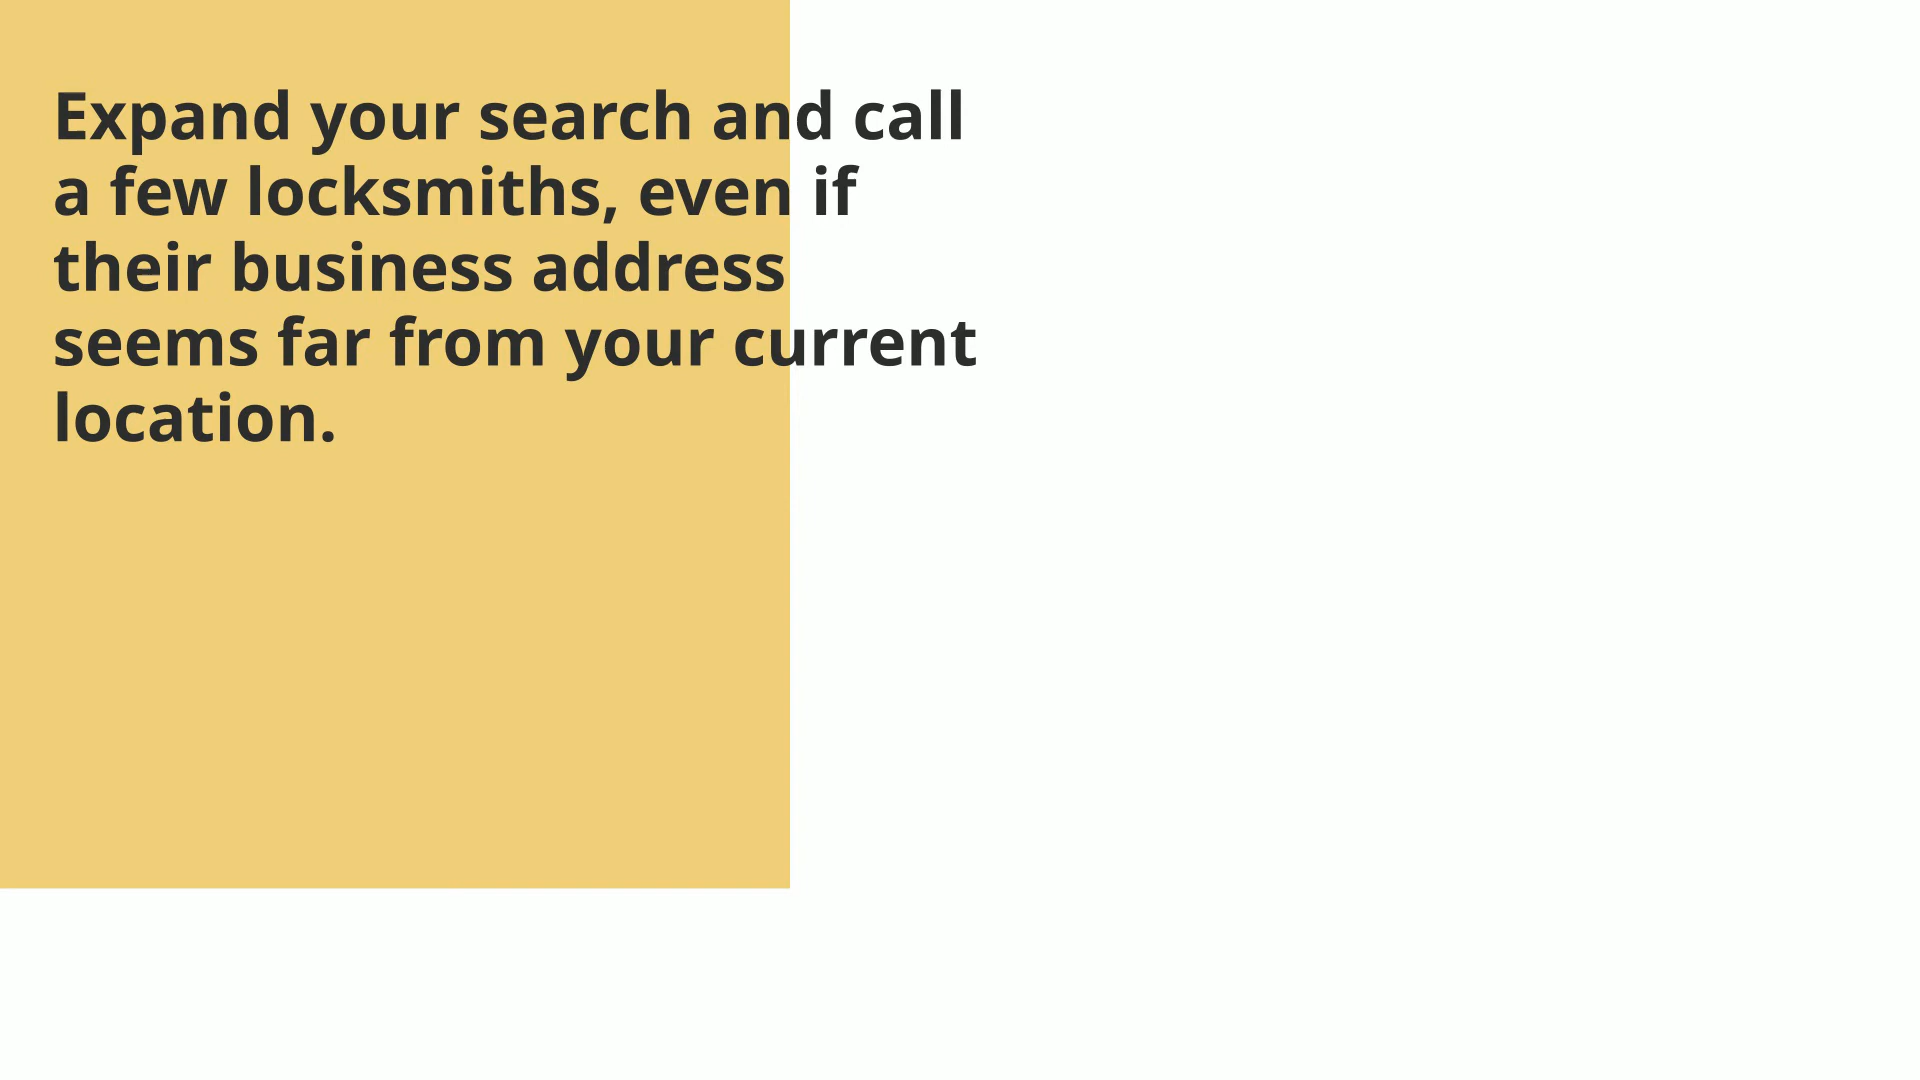 Expand your search and call
a few locksmiths, even if
their business address
seems far from your current
location.